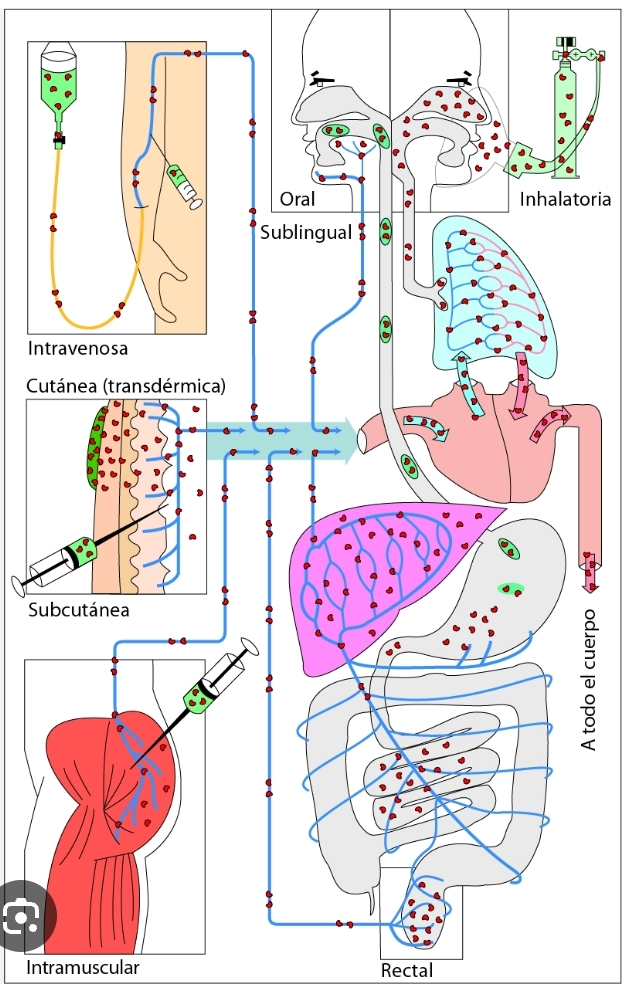 Oral
Sublingual
Inhalatoria
Intravenosa
Cutánea (transdérmica)
Subcutánea
A todo el cuerpo
Intramuscular
Rectal